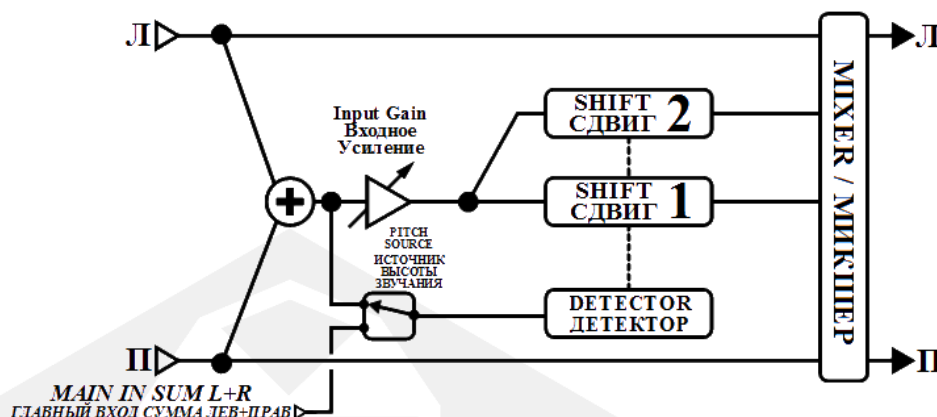 Л
Л
Input Gain
Входное
Усиление
SHIFT
СДВИГ 2
SHIFT
СДВИГ 1
PITCH
SOURCE
ИСТОЧНИК
ВЫСОТЫ
ЗВУЧАНИЯ
DETECTOR
ДЕТЕКТОР
MIXER / МИКШЕР
П
П
MAIN IN SUM L+R
ГЛАВНЫЙ ВХОД СУММА ЛЕВ+ПРАВ